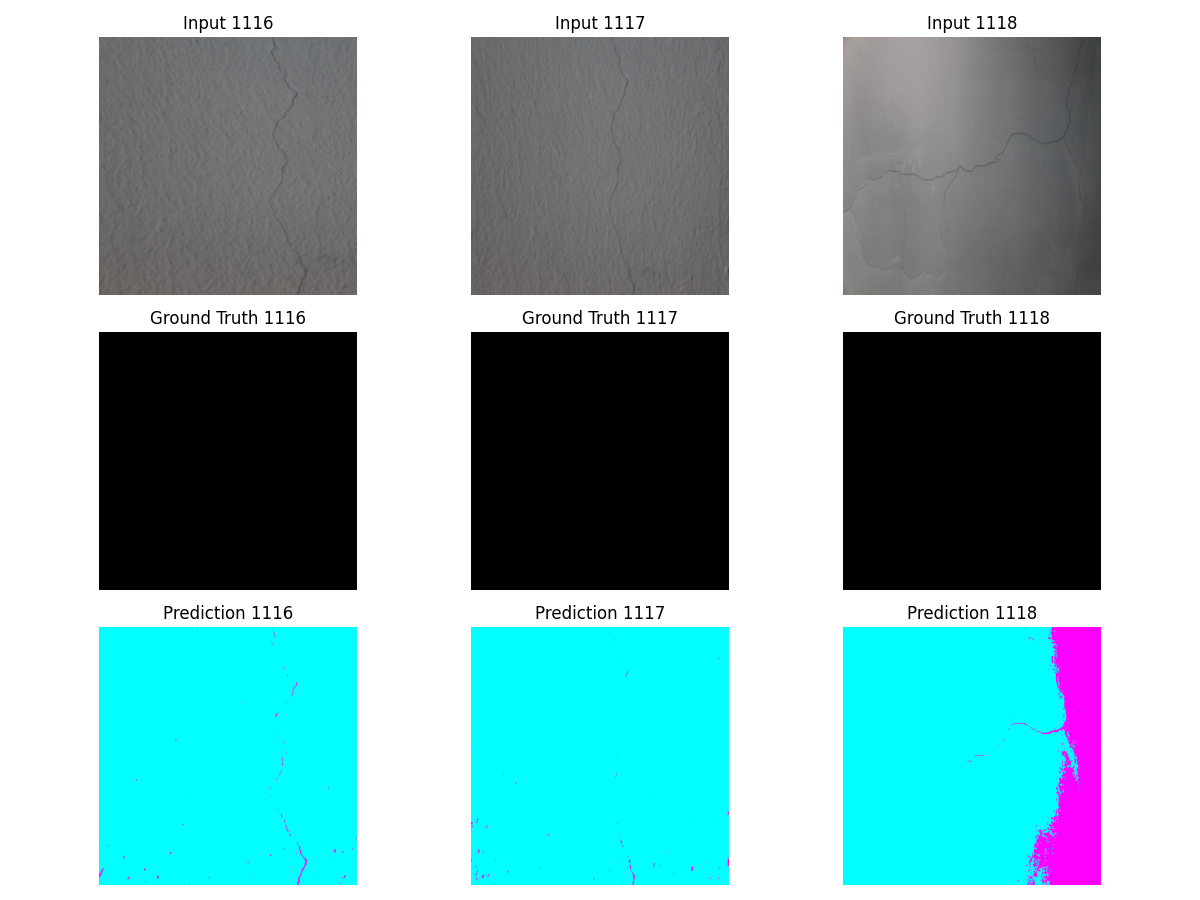 Input 1116
Input 1117
Input 1118
Ground Truth 1116
Ground Truth 1117
Ground Truth 1118
Prediction 1116
Prediction 1117
Prediction 1118